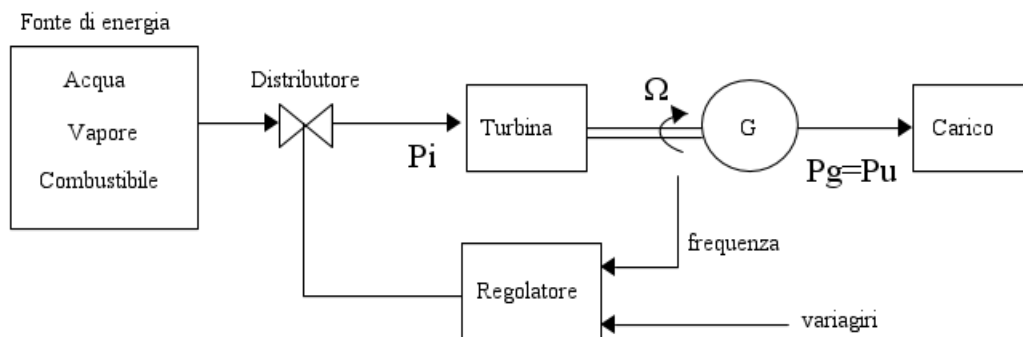 Fonte di energia
Acqua
Vapore
Combustibile
Distributore
Pi
Turbina
Ω
G
Pg=Pu
Carico
frequenza
Regolatore
variagiri